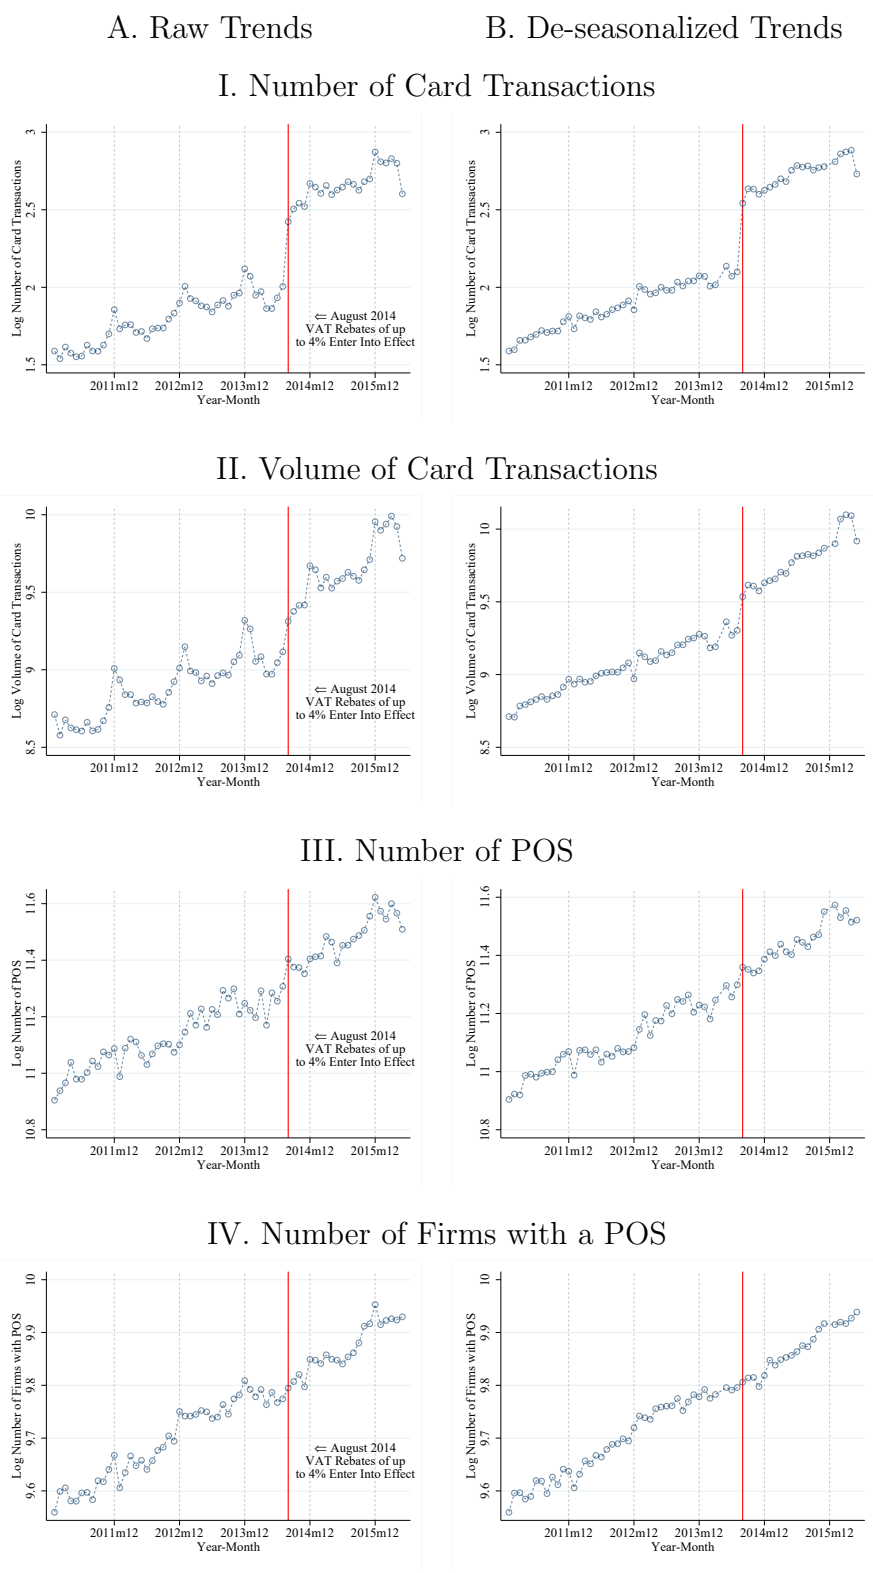 A. Raw Trends
B. De-seasonalized Trends
I. Number of Card Transactions
Log Number of Card Transactions
3
2.5
2
1.5
⇐ August 2014
VAT Rebates of up
to 4% Enter Into Effect
2011m12 2012m12 2013m12 2014m12 2015m12
Year-Month
Log Number of Card Transactions
3
2.5
2
1.5
2011m12 2012m12 2013m12 2014m12 2015m12
Year-Month
II. Volume of Card Transactions
Log Volume of Card Transactions
10
9.5
9
8.5
⇐ August 2014
VAT Rebates of up
to 4% Enter Into Effect
2011m12 2012m12 2013m12 2014m12 2015m12
Year-Month
Log Volume of Card Transactions
10
9.5
9
8.5
2011m12 2012m12 2013m12 2014m12 2015m12
Year-Month
III. Number of POS
Log Number of POS
11.6
11.4
11.2
11
10.8
⇐ August 2014
VAT Rebates of up
to 4% Enter Into Effect
2011m12 2012m12 2013m12 2014m12 2015m12
Year-Month
Log Number of POS
11.6
11.4
11.2
11
10.8
2011m12 2012m12 2013m12 2014m12 2015m12
Year-Month
IV. Number of Firms with a POS
Log Number of Firms with POS
10
9.9
9.8
9.7
9.6
⇐ August 2014
VAT Rebates of up
to 4% Enter Into Effect
2011m12 2012m12 2013m12 2014m12 2015m12
Year-Month
Log Number of Firms with POS
10
9.9
9.8
9.7
9.6
2011m12 2012m12 2013m12 2014m12 2015m12
Year-Month